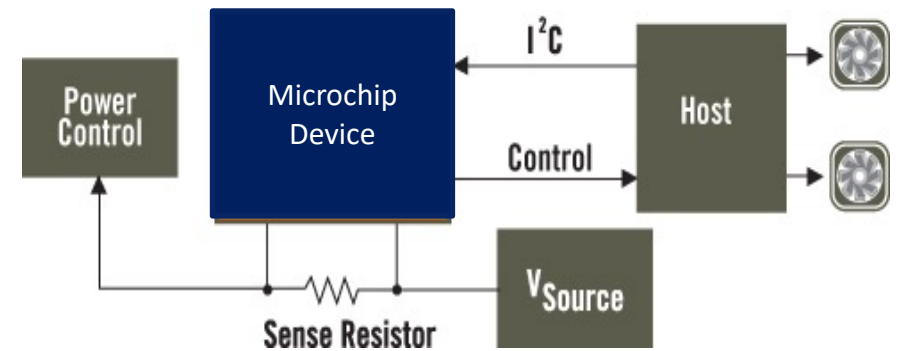 Power
Control
Microchip
Device
I²C
Control
Host
Sense Resistor
VSource